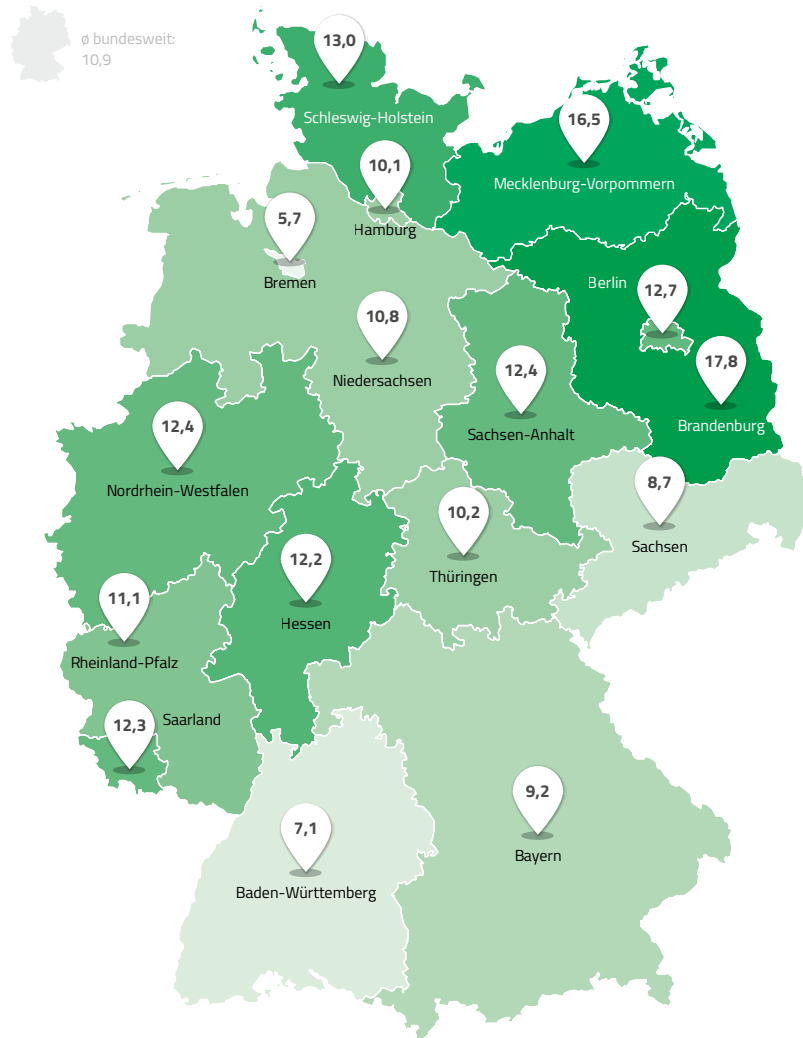 ø bundesweit:
10,9
13,0
Schleswig-Holstein
16,5
Mecklenburg-Vorpommern
10,1
Hamburg
5,7
Bremen
Berlin
12,7
10,8
Niedersachsen
17,8
Brandenburg
12,4
Sachsen-Anhalt
12,4
Nordrhein-Westfalen
8,7
Sachsen
10,2
Thüringen
12,2
Hessen
11,1
Rheinland-Pfalz
12,3
Saarland
9,2
Bayern
7,1
Baden-Württemberg